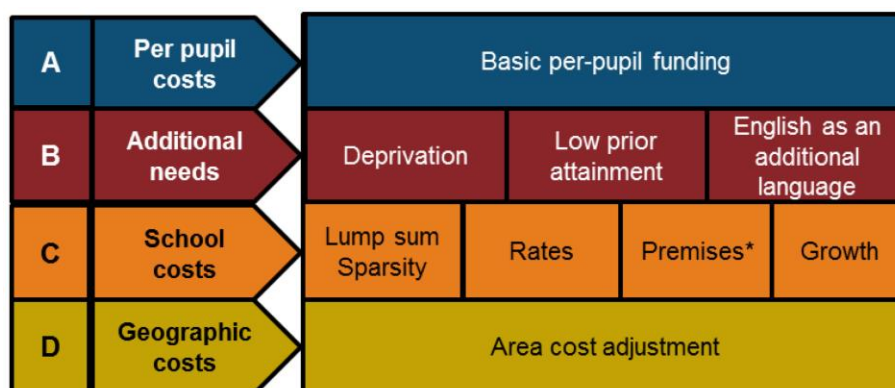 A
Per pupil
costs
Basic per-pupil funding
B
Additional
needs
Deprivation
Low prior
attainment
English as an
additional
language
C
School
costs
Lump sum
Sparsity
Rates
Premises*
Growth
D
Geographic
costs
Area cost adjustment